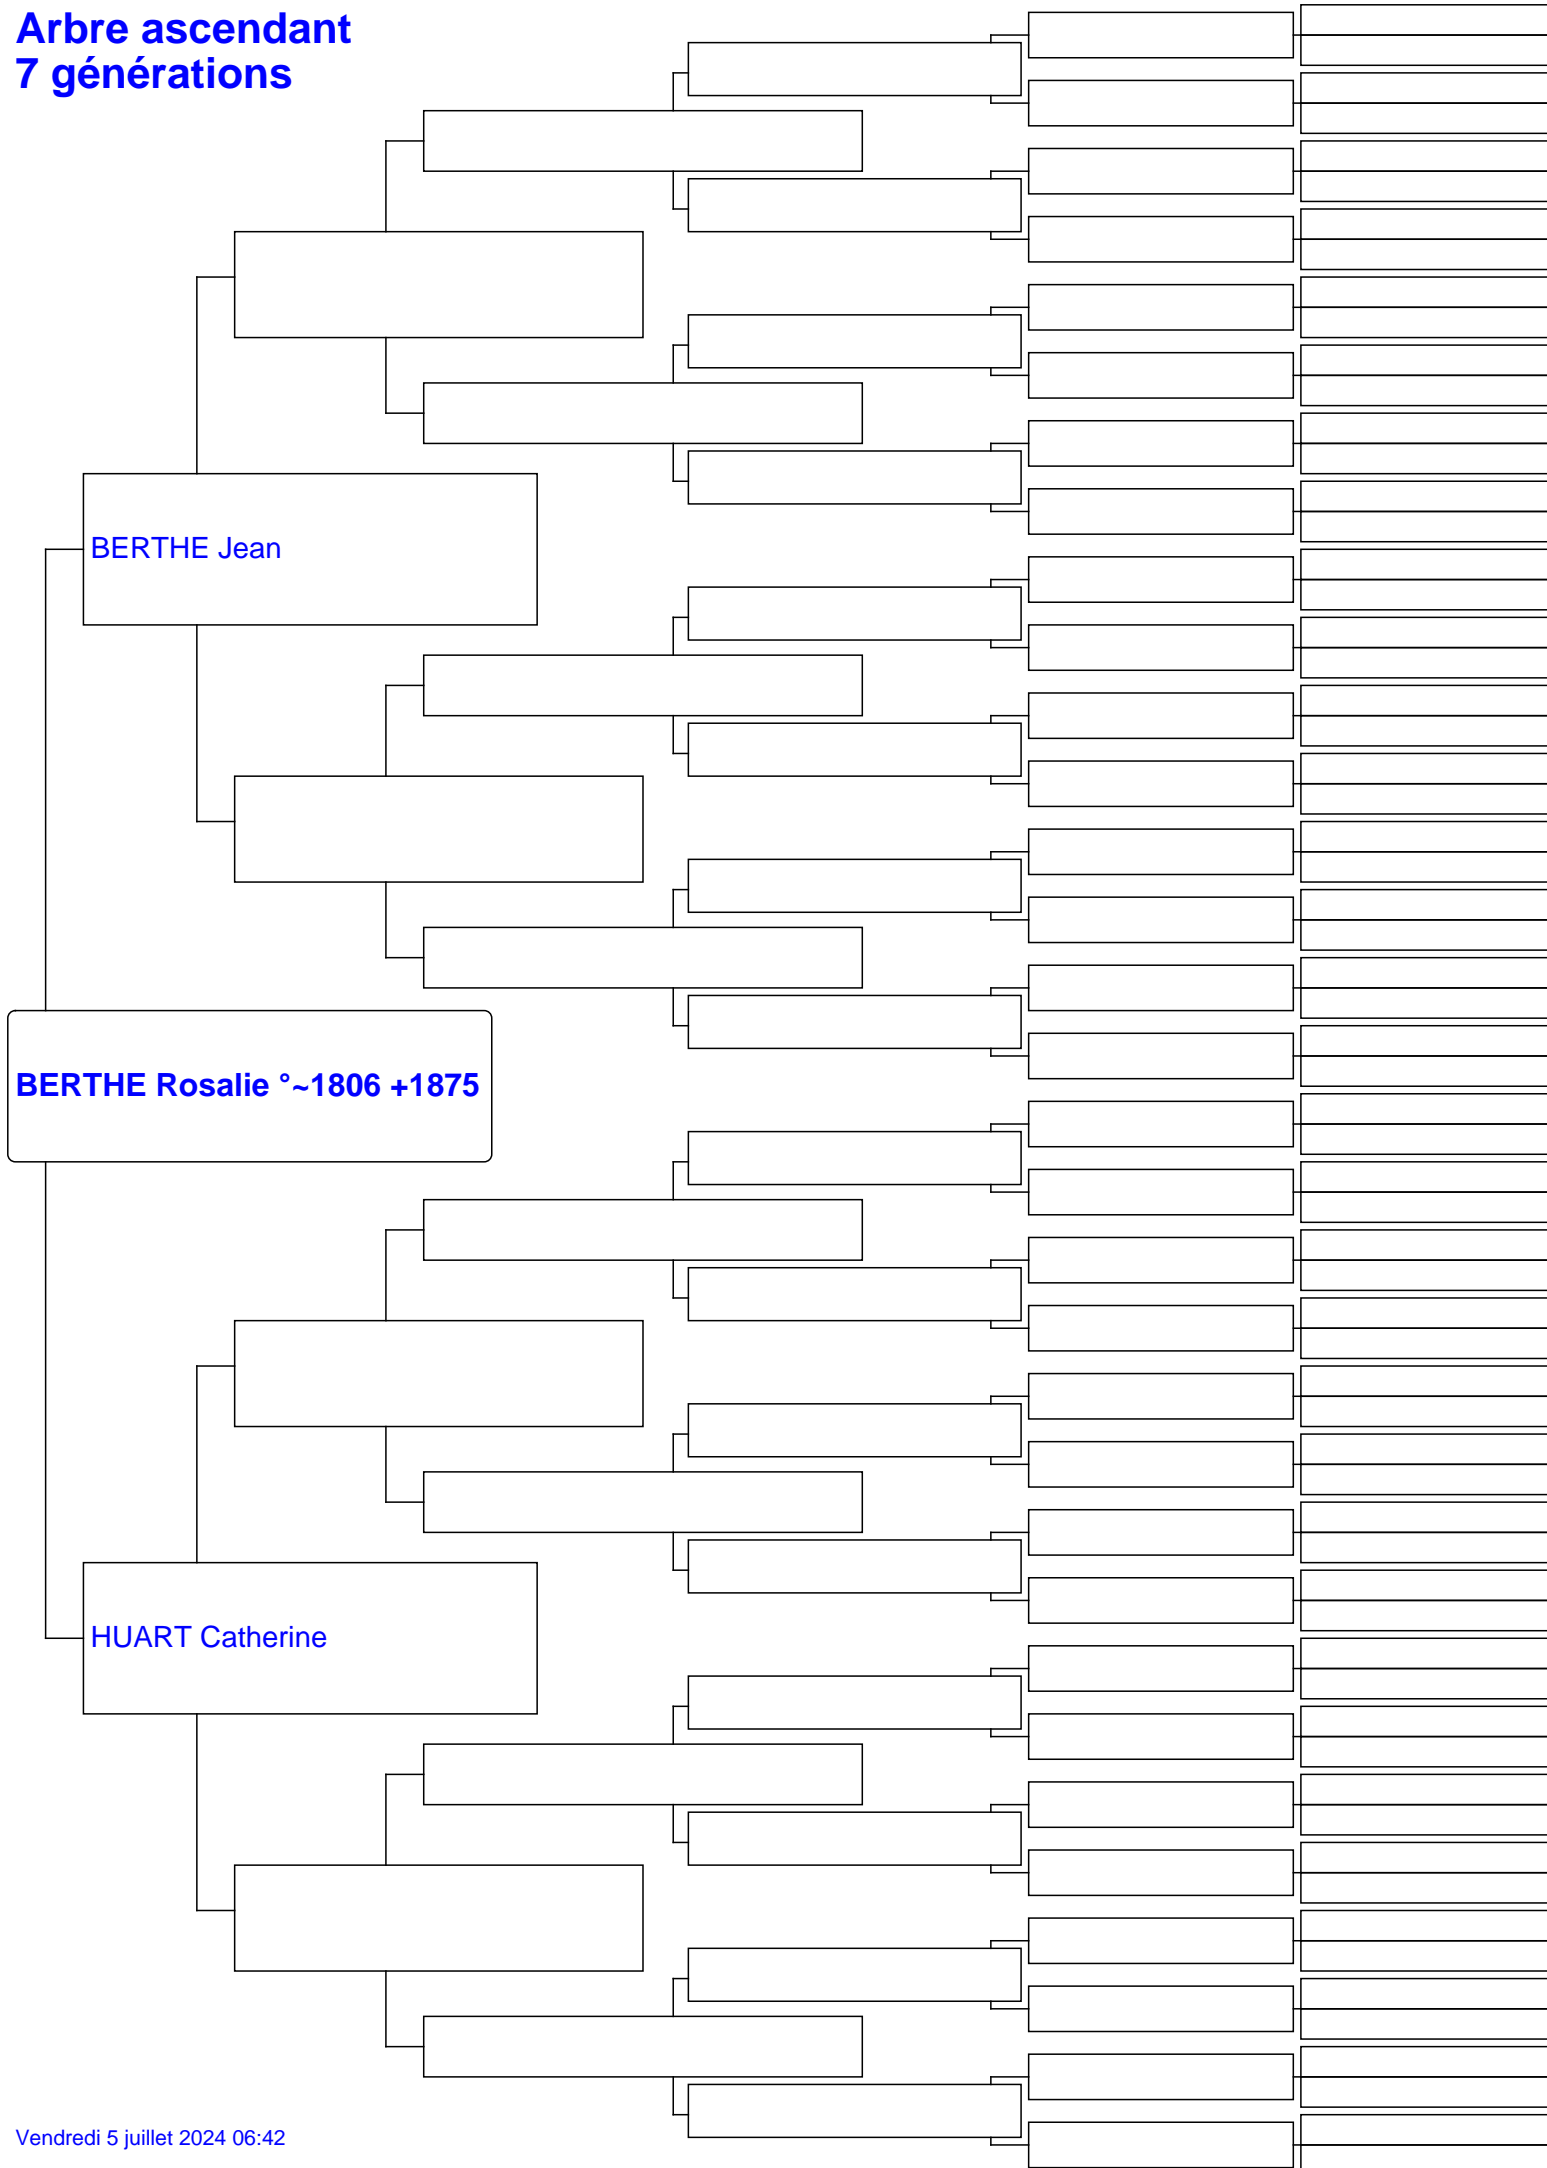 Arbre ascendant
7 générations
BERTHE Jean
BERTHE Rosalie °~1806 +1875
HUART Catherine
Vendredi 5 juillet 2024 06:42